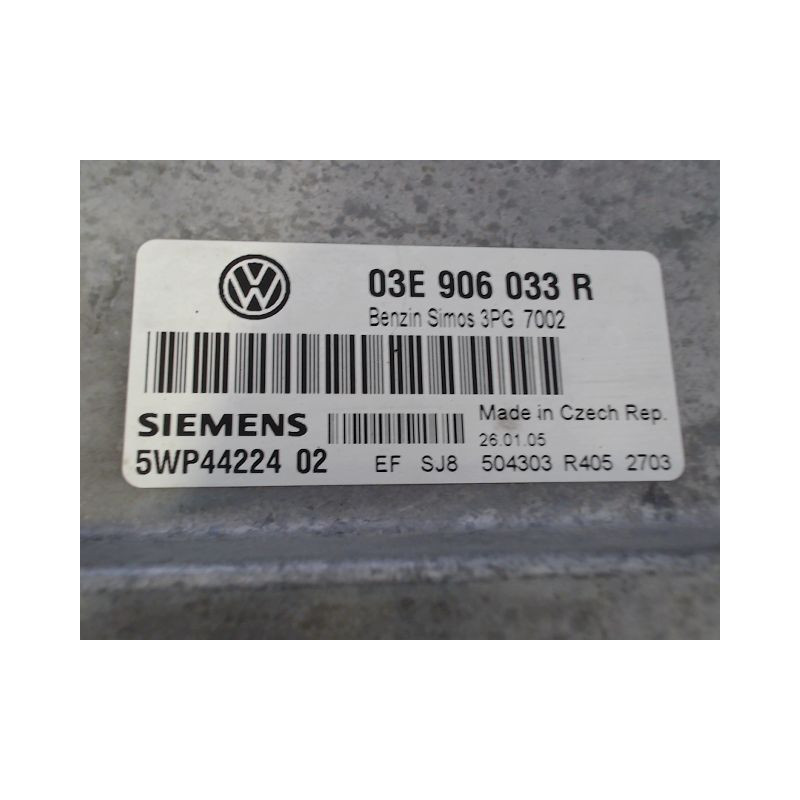 03E 906 033 R
Benzin Simos 3PG 7002
SIEMENS
Made in Czech Rep.
26.01.05
5WP44224 02
EF SJ8 504303 R405 2703